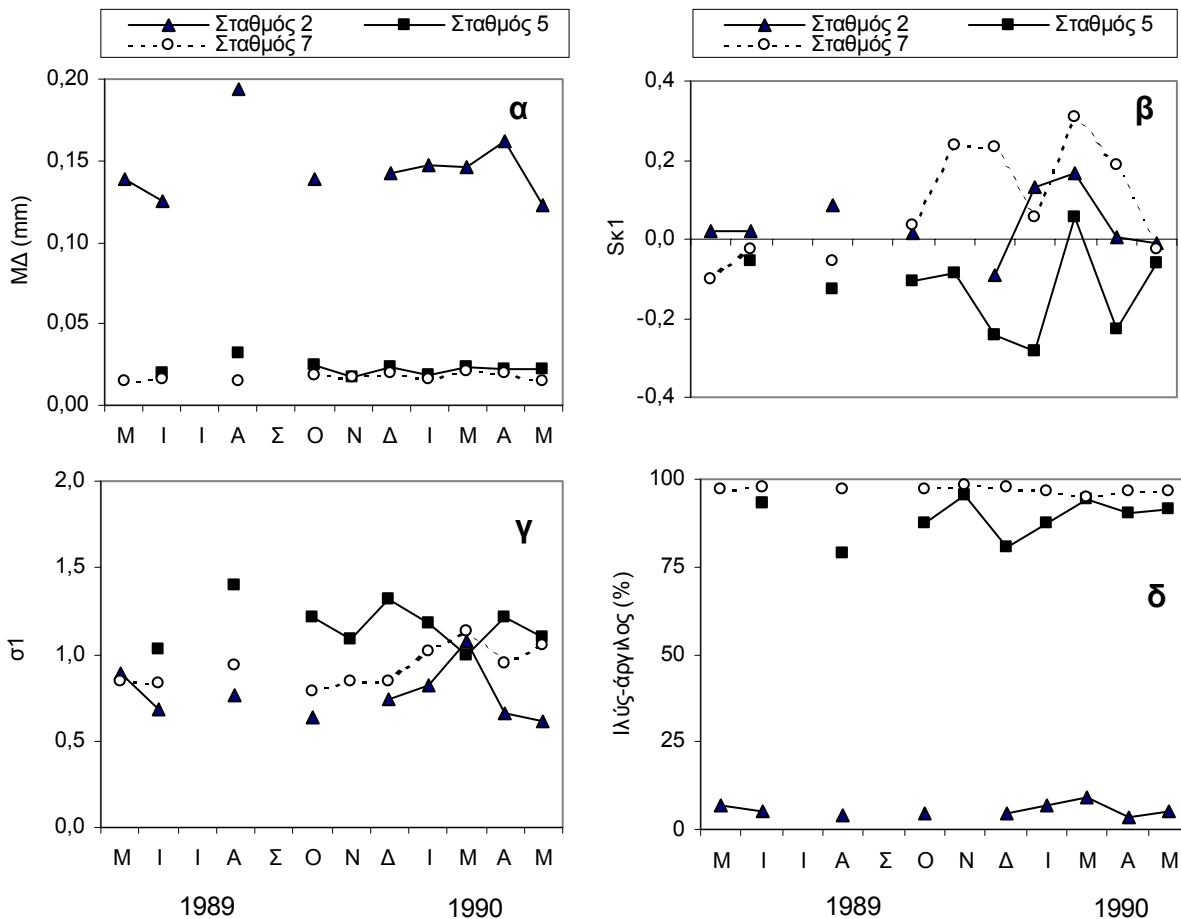 Σταθμός 2 Σταθμός 5
Σταθμός 7
0,20
0,15
0,10
0,05
0,00
ΜΔ (mm)
α
Μ Ι Ι Α Σ Ο Ν Δ Ι Μ Α Μ
Σταθμός 2 Σταθμός 5
Σταθμός 7
0,4
0,2
0,0
-0,2
-0,4
Sκ1
β
2,0
1,5
1,0
0,5
0,0
σ1
γ
Μ Ι Ι Α Σ Ο Ν Δ Ι Μ Α Μ
1989 1990
100
75
50
25
0
Ιλύς-άργιλος (%)
δ
Μ Ι Ι Α Σ Ο Ν Δ Ι Μ Α Μ
1989 1990